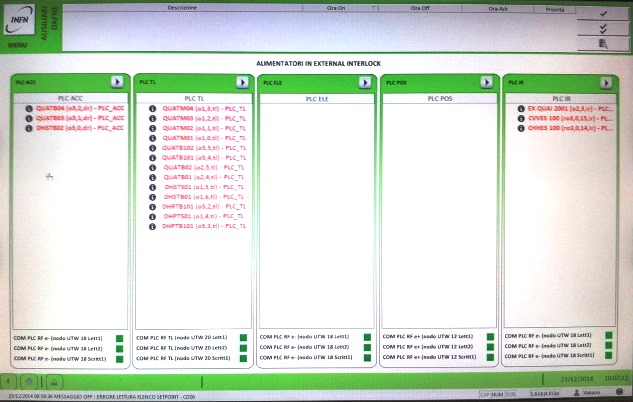 INFN
MENU
AUSILIARI
DAFNE
Descrizione Ora On Ora Off Ora Ack Priorità
ALIMENTATORI IN EXTERNAL INTERLOCK
PLC ACC PLC TL PLC ELE PLC POS PLC IR
PLC ACC PLC TL PLC ELE PLC POS PLC IR
QUATB04 (o3,2,dr) - PLC_ACC
QUATB03 (o3,1,dr) - PLC_ACC
DHSTB02 (o3,0,dr) - PLC_ACC
QUATM04 (o1,3,tl) - PLC_TL
QUATM03 (o1,2,tl) - PLC_TL
QUATM02 (o1,1,tl) - PLC_TL
QUATM01 (o1,0,tl) - PLC_TL
QUATB102 (o3,5,tl) - PLC_TL
QUATB101 (o3,4,tl) - PLC_TL
QUATB02 (o2,5,tl) - PLC_TL
QUATB01 (o2,4,tl) - PLC_TL
DHSTS01 (o1,5,tl) - PLC_TL
DHSTB01 (o1,6,tl) - PLC_TL
DHRTB101 (o3,2,tl) - PLC_TL
DHPTS01 (o1,4,tl) - PLC_TL
DHPTB101 (o3,3,tl) - PLC_TL
EX QUAI 2001 (o2,3,ir) - PLC...
CVVES 100 (ro3,0,15,ir) - PL...
CHHES 100 (ro3,0,14,ir) - PL...
COM PLC RF e- (nodo UTW 18 Lett1)
COM PLC RF e- (nodo UTW 18 Lett2)
COM PLC RF e- (nodo UTW 18 Scritt1)
COM PLC RF TL (nodo UTW 20 Lett1)
COM PLC RF TL (nodo UTW 20 Lett2)
COM PLC RF TL (nodo UTW 20 Scritt1)
COM PLC RF e- (nodo UTW 18 Lett1)
COM PLC RF e- (nodo UTW 18 Lett2)
COM PLC RF e- (nodo UTW 18 Scritt1)
COM PLC RF e+ (nodo UTW 12 Lett1)
COM PLC RF e+ (nodo UTW 12 Lett2)
COM PLC RF e+ (nodo UTW 12 Scritt1)
COM PLC RF e- (nodo UTW 18 Lett1)
COM PLC RF e- (nodo UTW 18 Lett2)
COM PLC RF e- (nodo UTW 18 Scritt1)
23/12/2014 10:07:12
23/12/2014 08:59:36 MESSAGGIO OFF : ERRORE LETTURA ELENCO SETPOINT - CD28
CAP NUM SCRL
Italiano